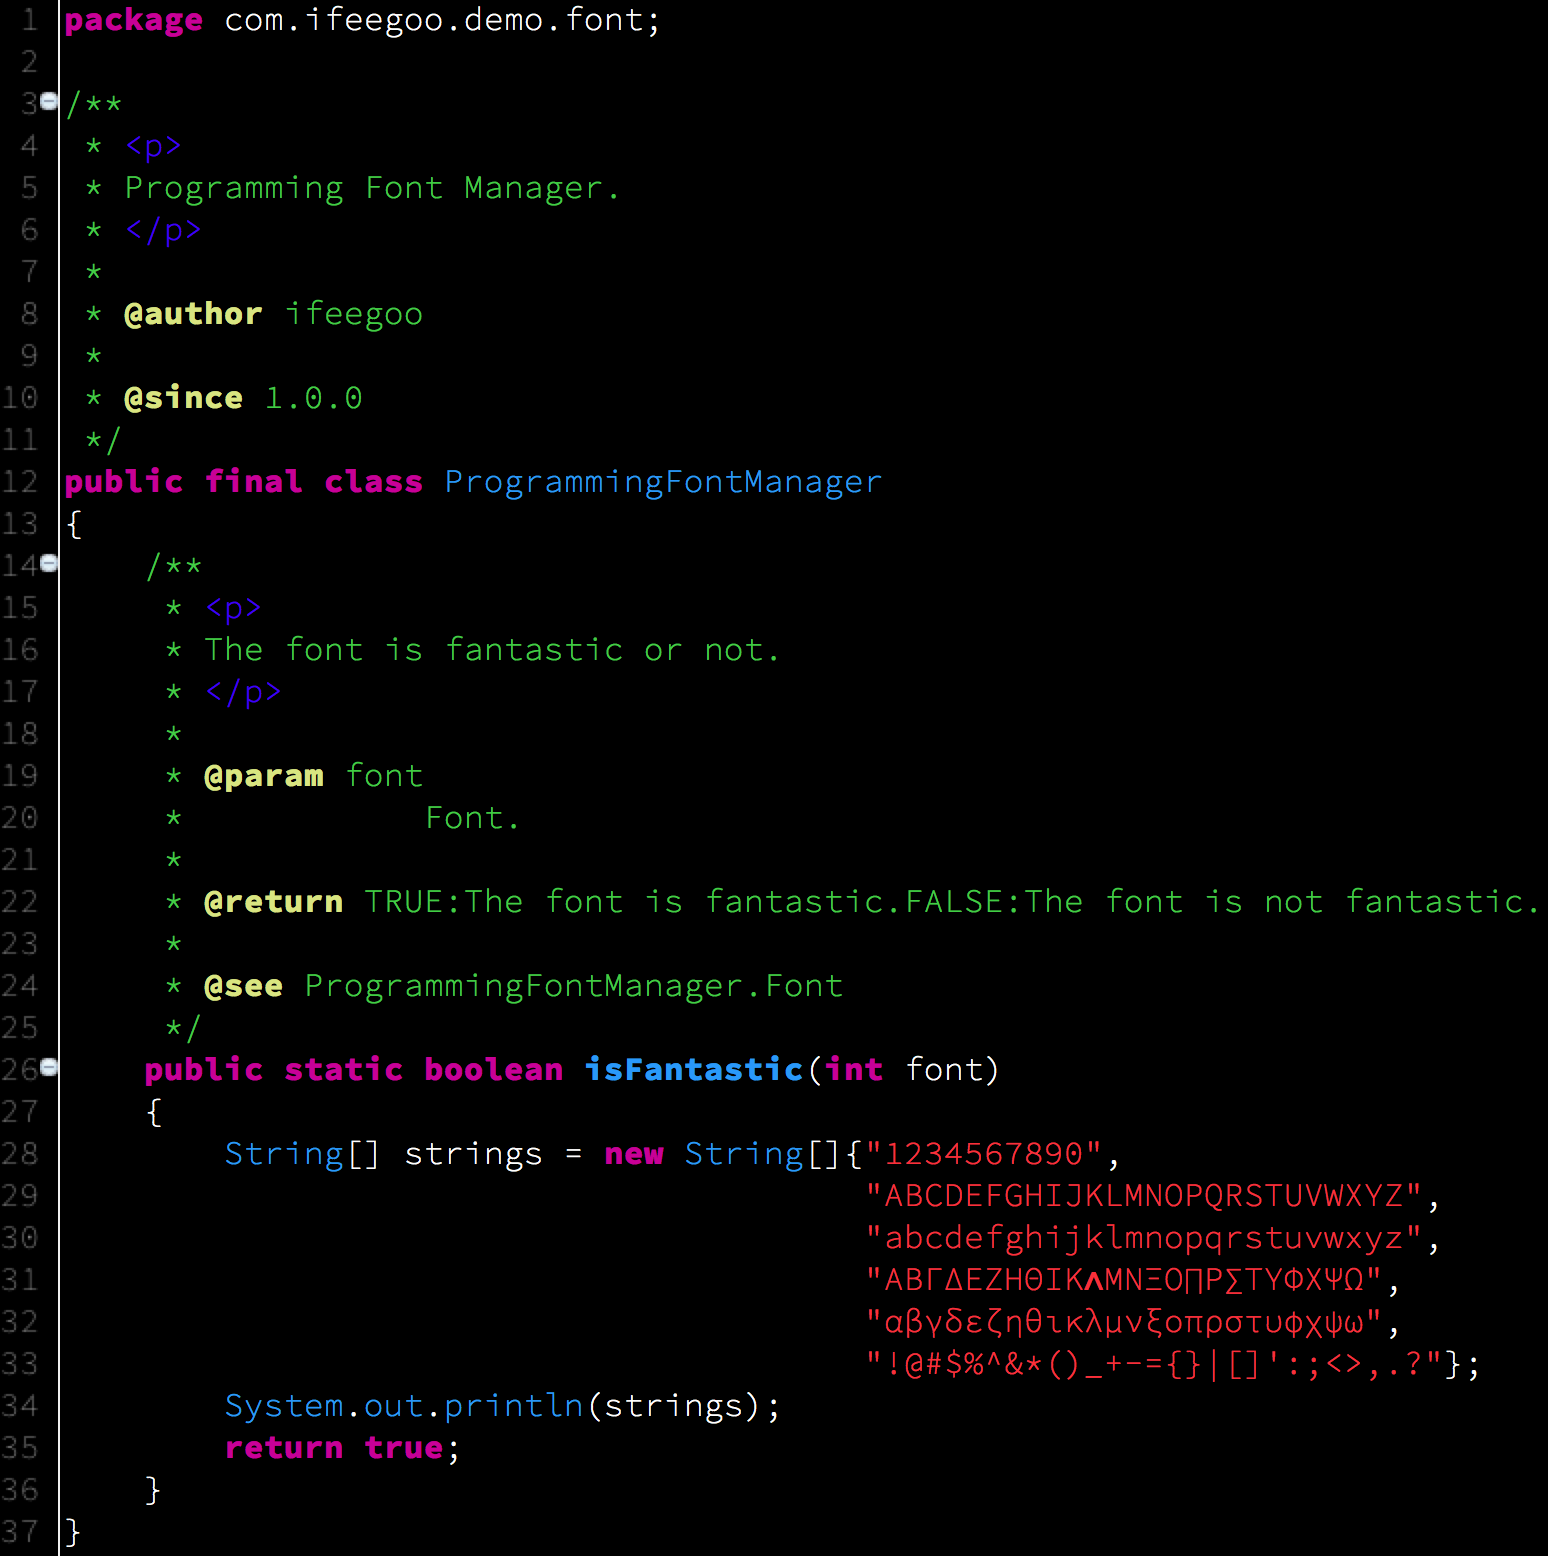 1 package com.ifeegoo.demo.font;
2
3 /**
4  * <p>
5  * Programming Font Manager.
6  * </p>
7  *
8  * @author ifeegoo
9  *
10  * @since 1.0.0
11  */
12 public final class ProgrammingFontManager
13 {
14     /**
15      * <p>
16      * The font is fantastic or not.
17      * </p>
18      *
19      * @param font
20      *            Font.
21      *
22      * @return TRUE:The font is fantastic.FALSE:The font is not fantastic.
23      *
24      * @see ProgrammingFontManager.Font
25      */
26     public static boolean isFantastic(int font)
27     {
28         String[] strings = new String[]{"1234567890",
29                                         "ABCDEFGHIJKLMNOPQRSTUVWXYZ",
30                                         "abcdefghijklmnopqrstuvwxyz",
31                                         "ΑΒΓΔΕΖΗΘΙΚΛΜΝΞΟ∏Ρ∑ΤΥΦΧΨΩ",
32                                         "αβγδεζηθικλμνξοπρστυφχψω",
33                                         "!@#$%^&*()_+-={}|[]':;<>,.?"};
34         System.out.println(strings);
35         return true;
36     }
37 }